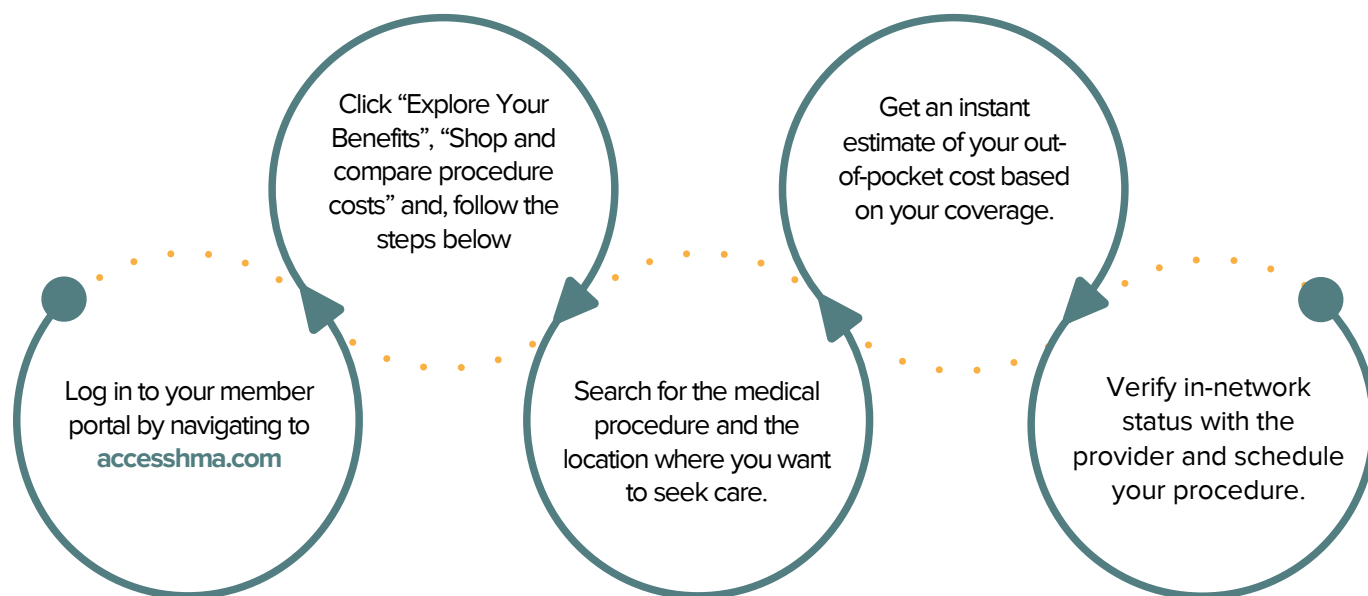 Log in to your member
portal by navigating to
accesshma.com
Click “Explore Your
Benefits”, “Shop and
compare procedure
costs” and, follow the
steps below
Search for the medical
procedure and the
location where you want
to seek care.
Get an instant
estimate of your out-
of-pocket cost based
on your coverage.
Verify in-network
status with the
provider and schedule
your procedure.